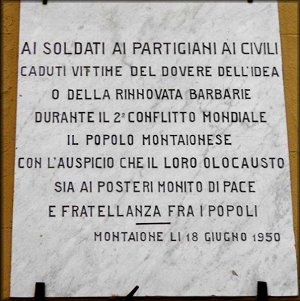 AI SOLDATI AI PARTIGIANI AI CIVILI
CADUTI VITTIME DEL DOVERE DELL'IDEA
O DELLA RINNOVATA BARBARIE
DURANTE IL 2º CONFLITTO MONDIALE
IL POPOLO MONTAIONESE
CON L'AUSPICIO CHE IL LORO OLOCAUSTO
SIA AI POSTERI MONITO DI PACE
E FRATELLANZA FRA I POPOLI
MONTAIONE LI 18 GIUGNO 1950